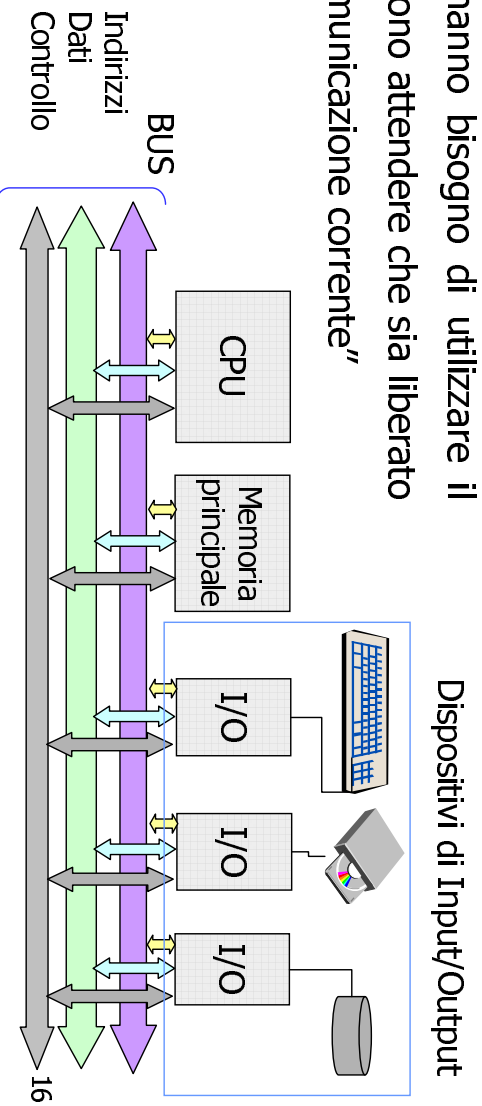 hanno bisogno di utilizzare il
ono attendere che sia liberato
municazione corrente”
Dispositivi di Input/Output
CPU
Memoria
principale
I/O
I/O
I/O
BUS
Indirizzi
Dati
Controllo
16